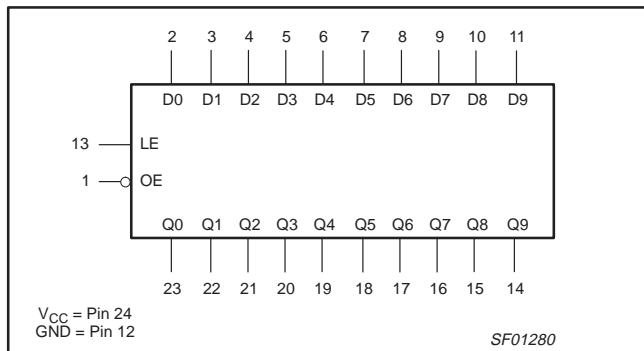 2 3 4 5 6 7 8 9 10 11
D0 D1 D2 D3 D4 D5 D6 D7 D8 D9
13 LE
1 OE
Q0 Q1 Q2 Q3 Q4 Q5 Q6 Q7 Q8 Q9
23 22 21 20 19 18 17 16 15 14
VCC = Pin 24
GND = Pin 12
SF01280